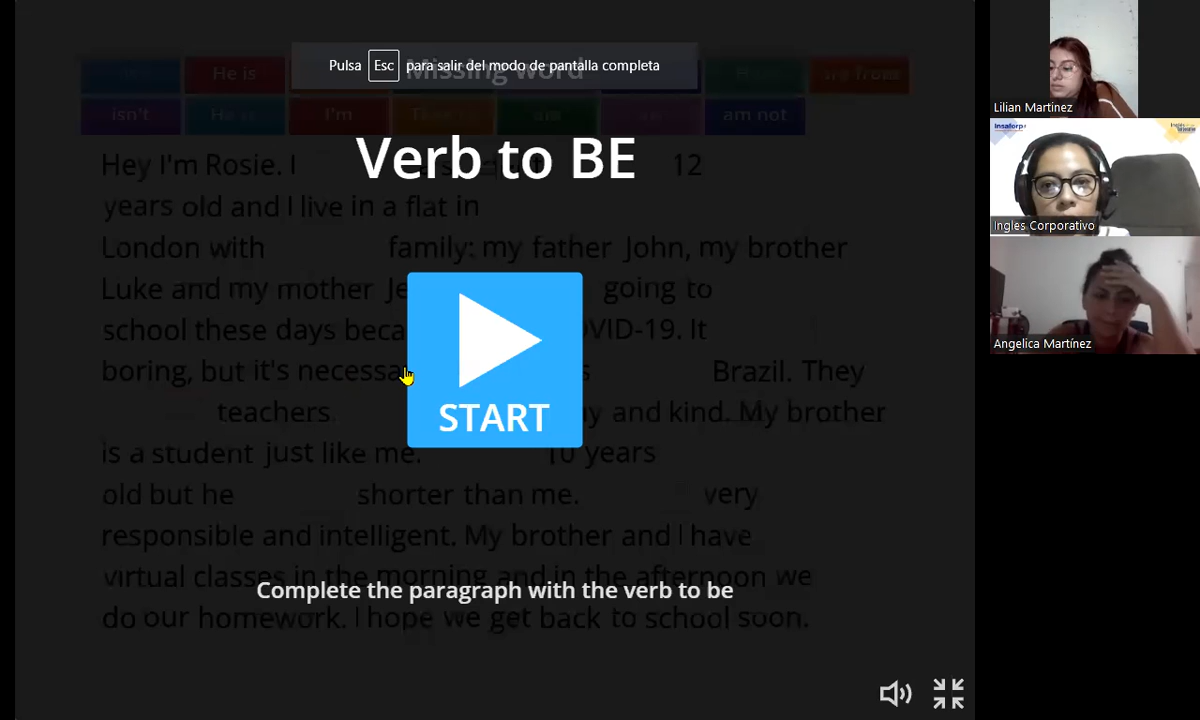 Pulsa Esc para salir del modo de pantalla completa
Missing word
He is
are from
isn't
I'm
am not
Verb to BE
Hey I'm Rosie. I 12
years old and I live in a flat in
London with family: my father John, my brother
Luke and my mother going to
school these days OVID-19. It
boring, but it's Brazil. They
teachers and kind. My brother
is a student just like me. 10 years
old but he shorter than me. very
responsible and intelligent. My brother and I have
virtual classes in the morning and in the afternoon we
do our homework. I hope we get back to school soon.
START
Complete the paragraph with the verb to be
Lilian Martinez
Ingles Corporativo
Angelica Martínez